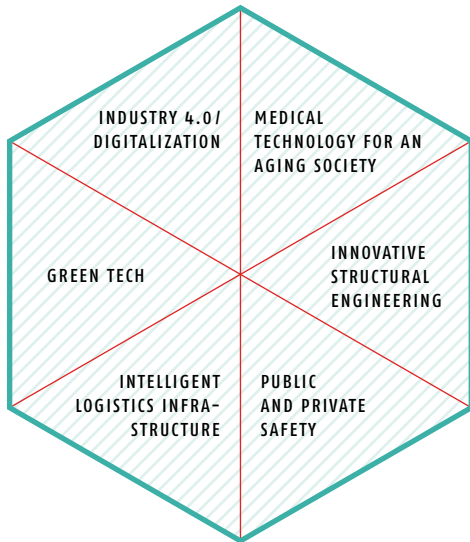 INDUSTRY 4.0/
DIGITALIZATION
MEDICAL
TECHNOLOGY FOR AN
AGING SOCIETY
GREEN TECH
INNOVATIVE
STRUCTURAL
ENGINEERING
INTELLIGENT
LOGISTICS INFRA-
STRUCTURE
PUBLIC
AND PRIVATE
SAFETY